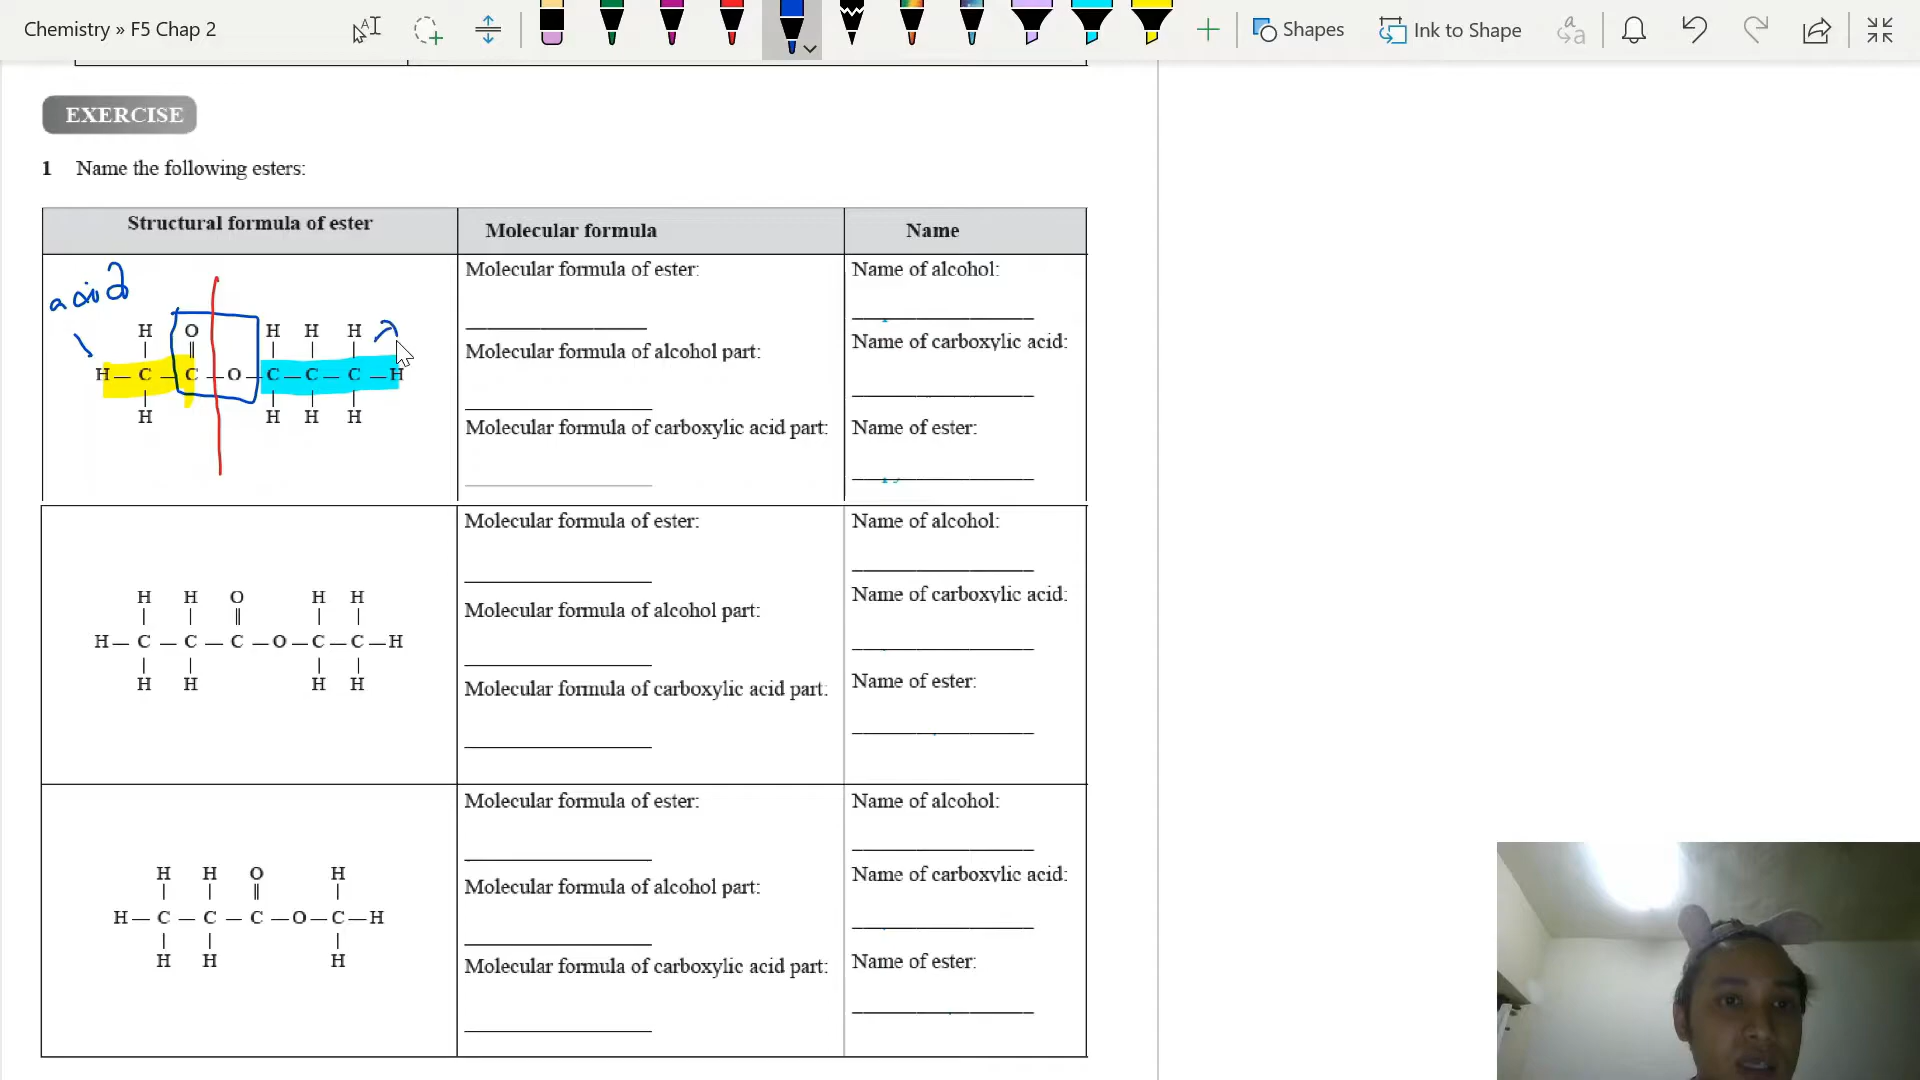 Chemistry » F5 Chap 2
Shapes
Ink to Shape
EXERCISE
1 Name the following esters:
Structural formula of ester
Molecular formula
Name
acid
H O H H H
H — C — C — O — C — C — C — H
H H H H
Molecular formula of ester:
Molecular formula of alcohol part:
Molecular formula of carboxylic acid part:
Name of alcohol:
Name of carboxylic acid:
Name of ester:
H H O H H
H — C — C — C — O — C — C — H
H H H H
Molecular formula of ester:
Molecular formula of alcohol part:
Molecular formula of carboxylic acid part:
Name of alcohol:
Name of carboxylic acid:
Name of ester:
H H O H
H — C — C — C — O — C — H
H H H
Molecular formula of ester:
Molecular formula of alcohol part:
Molecular formula of carboxylic acid part:
Name of alcohol:
Name of carboxylic acid:
Name of ester: